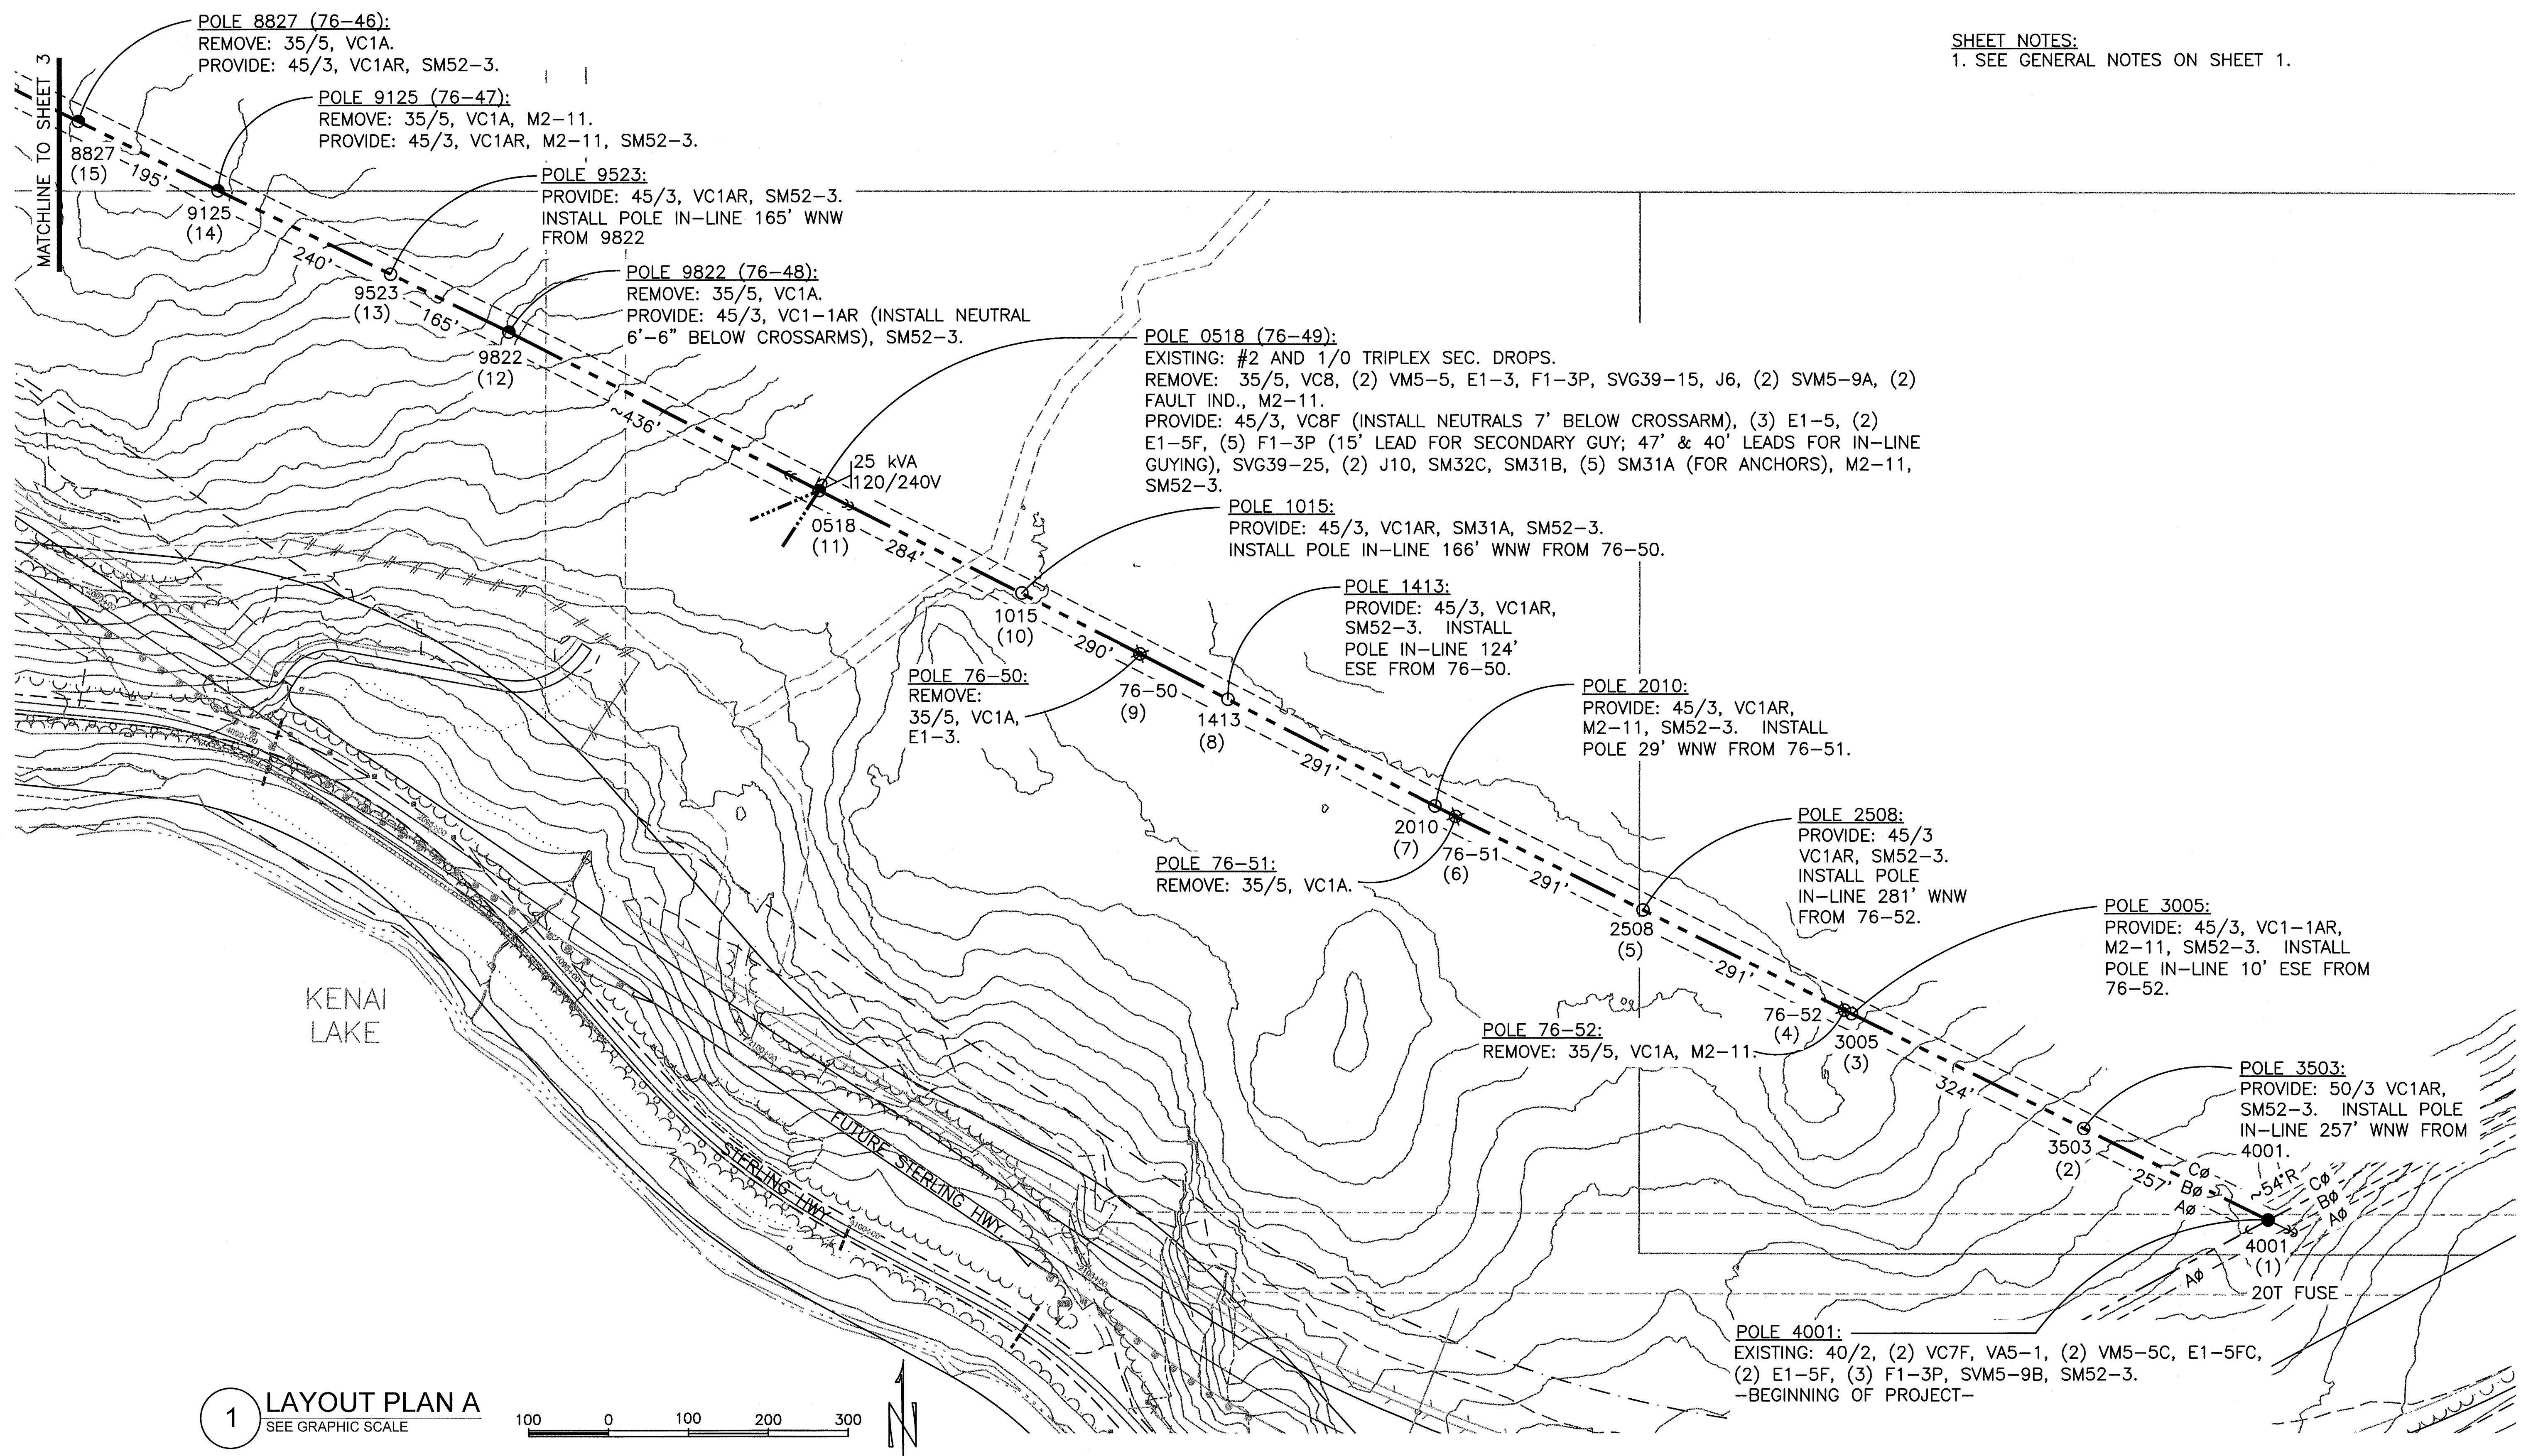 POLE 8827 (76-46):
REMOVE: 35/5, VC1A.
PROVIDE: 45/3, VC1AR, SM52-3.
SHEET NOTES:
1. SEE GENERAL NOTES ON SHEET 1.
MATCHLINE TO SHEET 3
POLE 9125 (76-47):
REMOVE: 35/5, VC1A, M2-11.
PROVIDE: 45/3, VC1AR, M2-11, SM52-3.
8827
(15)
195'
POLE 9523:
PROVIDE: 45/3, VC1AR, SM52-3.
INSTALL POLE IN-LINE 165' WNW
FROM 9822
9125
(14)
240'
POLE 9822 (76-48):
REMOVE: 35/5, VC1A.
PROVIDE: 45/3, VC1-1AR (INSTALL NEUTRAL
6'-6" BELOW CROSSARMS), SM52-3.
9523
(13)
165'
9822
(12)
~436'
POLE 0518 (76-49):
EXISTING: #2 AND 1/0 TRIPLEX SEC. DROPS.
REMOVE: 35/5, VC8, (2) VM5-5, E1-3, F1-3P, SVG39-15, J6, (2) SVM5-9A, (2)
FAULT IND., M2-11.
PROVIDE: 45/3, VC8F (INSTALL NEUTRALS 7' BELOW CROSSARM), (3) E1-5, (2)
E1-5F, (5) F1-3P (15' LEAD FOR SECONDARY GUY; 47' & 40' LEADS FOR IN-LINE
GUYING), SVG39-25, (2) J10, SM32C, SM31B, (5) SM31A (FOR ANCHORS), M2-11,
SM52-3.
25 kVA
120/240V
0518
(11)
284'
POLE 1015:
PROVIDE: 45/3, VC1AR, SM31A, SM52-3.
INSTALL POLE IN-LINE 166' WNW FROM 76-50.
1015
(10)
290'
POLE 1413:
PROVIDE: 45/3, VC1AR,
SM52-3. INSTALL
POLE IN-LINE 124'
ESE FROM 76-50.
POLE 76-50:
REMOVE:
35/5, VC1A,
E1-3.
76-50
(9)
1413
(8)
291'
POLE 2010:
PROVIDE: 45/3, VC1AR,
M2-11, SM52-3. INSTALL
POLE 29' WNW FROM 76-51.
2010
(7)
76-51
(6)
291'
POLE 76-51:
REMOVE: 35/5, VC1A.
POLE 2508:
PROVIDE: 45/3
VC1AR, SM52-3.
INSTALL POLE
IN-LINE 281' WNW
FROM 76-52.
2508
(5)
291'
POLE 3005:
PROVIDE: 45/3, VC1-1AR,
M2-11, SM52-3. INSTALL
POLE IN-LINE 10' ESE FROM
76-52.
76-52
(4)
3005
(3)
324'
POLE 76-52:
REMOVE: 35/5, VC1A, M2-11.
POLE 3503:
PROVIDE: 50/3 VC1AR,
SM52-3. INSTALL POLE
IN-LINE 257' WNW FROM
4001.
3503
(2)
257'
CØ
BØ
AØ
~54'R
CØ
BØ
AØ
4001
(1)
AØ
20T FUSE
POLE 4001:
EXISTING: 40/2, (2) VC7F, VA5-1, (2) VM5-5C, E1-5FC,
(2) E1-5F, (3) F1-3P, SVM5-9B, SM52-3.
-BEGINNING OF PROJECT-
KENAI
LAKE
STERLING HWY
FUTURE STERLING HWY.
4090+00
2100+00
4100+00
1
LAYOUT PLAN A
SEE GRAPHIC SCALE
100 0 100 200 300
N